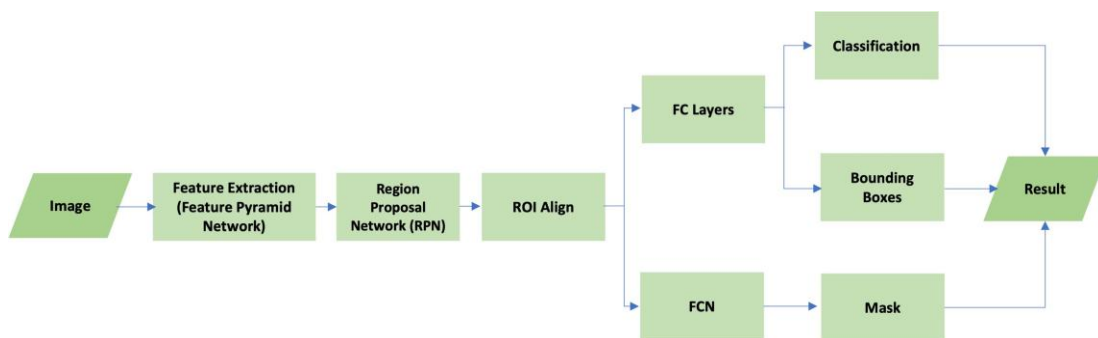 Image
Feature Extraction
(Feature Pyramid
Network)
Region
Proposal
Network (RPN)
ROI Align
FC Layers
Classification
Bounding
Boxes
FCN
Mask
Result